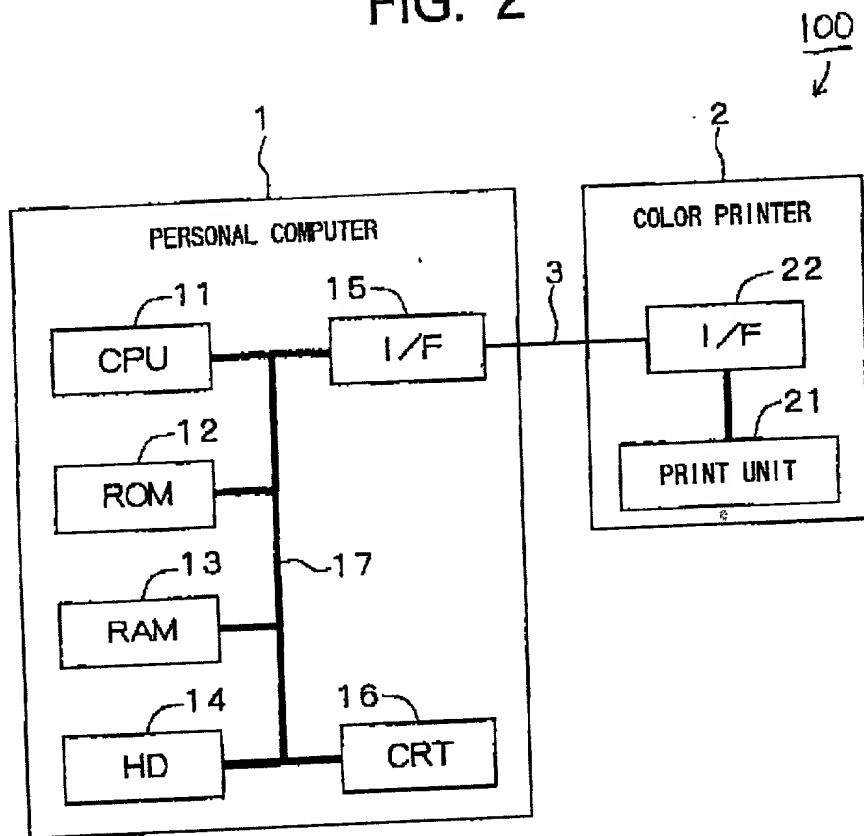 FIG. 2
100
1
2
PERSONAL COMPUTER
COLOR PRINTER
11
15
3
22
CPU
I/F
I/F
12
21
ROM
PRINT UNIT
17
13
RAM
14
16
HD
CRT